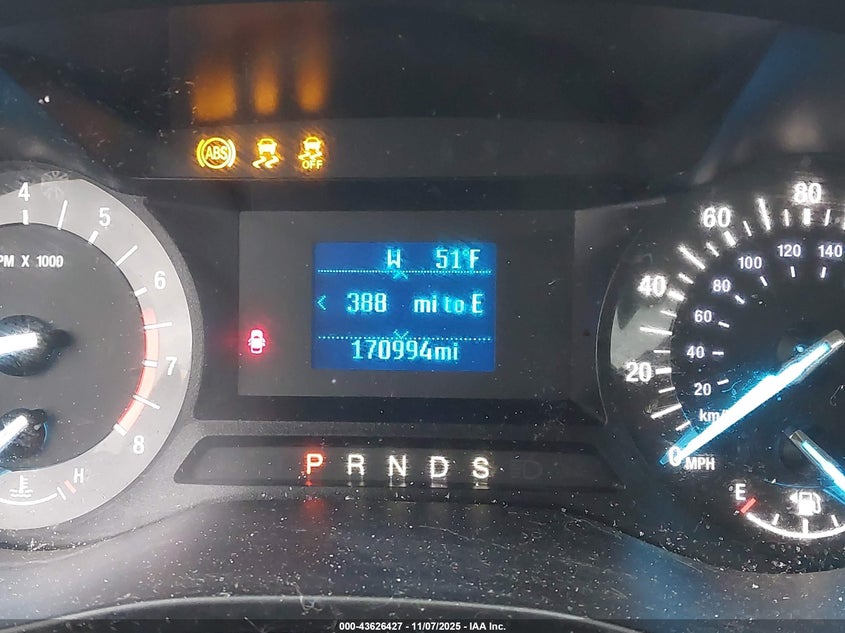 ABS
OFF
4
5
6
7
8
PM X 1000
H
W 51°F
< 388 mi to E
170994mi
P R N D S
0
20
40
60
80
MPH
20
40
60
80
100
120
140
km/
E
000-43626427 - 11/07/2025 - IAA Inc.